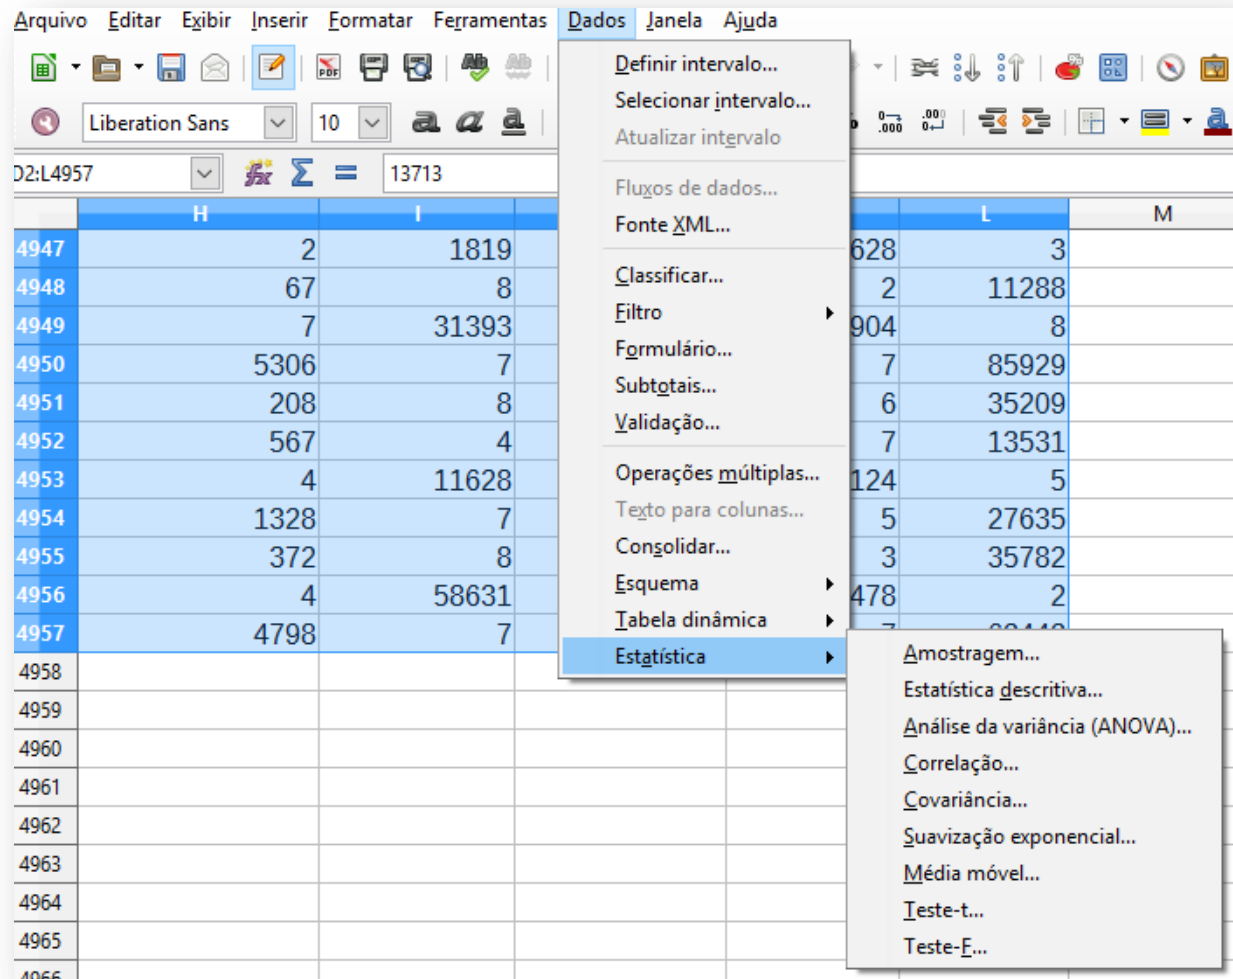 Arquivo Editar Exibir Inserir Formatar Ferramentas Dados Janela Ajuda
Liberation Sans 10
D2:L4957 13713
H I L M
4947 2 1819 628 3
4948 67 8 2 11288
4949 7 31393 904 8
4950 5306 7 7 85929
4951 208 8 6 35209
4952 567 4 7 13531
4953 4 11628 124 5
4954 1328 7 5 27635
4955 372 8 3 35782
4956 4 58631 478 2
4957 4798 7
4958
4959
4960
4961
4962
4963
4964
4965
4966
Definir intervalo...
Selecionar intervalo...
Atualizar intervalo
Fluxos de dados...
Fonte XML...
Classificar...
Filtro
Formulário...
Subtotais...
Validação...
Operações múltiplas...
Texto para colunas...
Consolidar...
Esquema
Tabela dinâmica
Estatística
Amostragem...
Estatística descritiva...
Análise da variância (ANOVA)...
Correlação...
Covariância...
Suavização exponencial...
Média móvel...
Teste-t...
Teste-F...